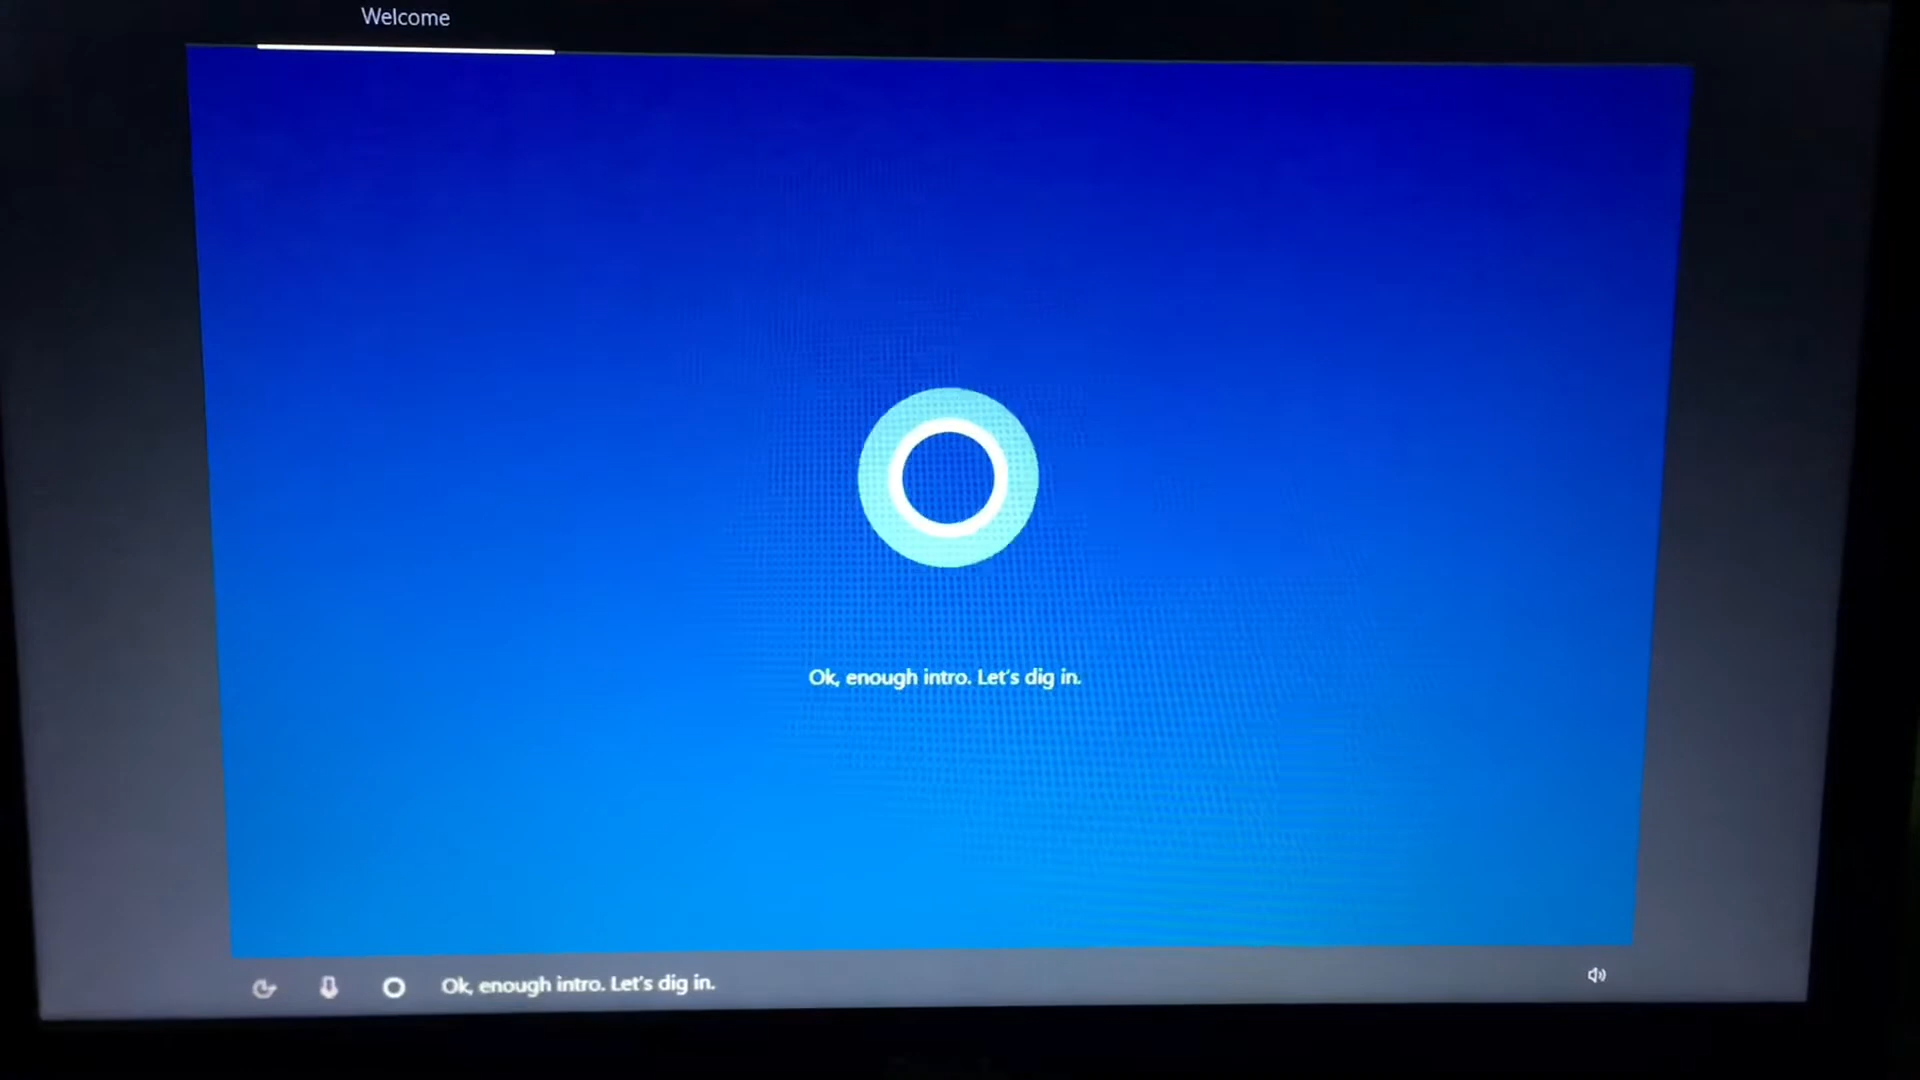 Welcome
Ok, enough intro. Let's dig in.
Ok, enough intro. Let's dig in.